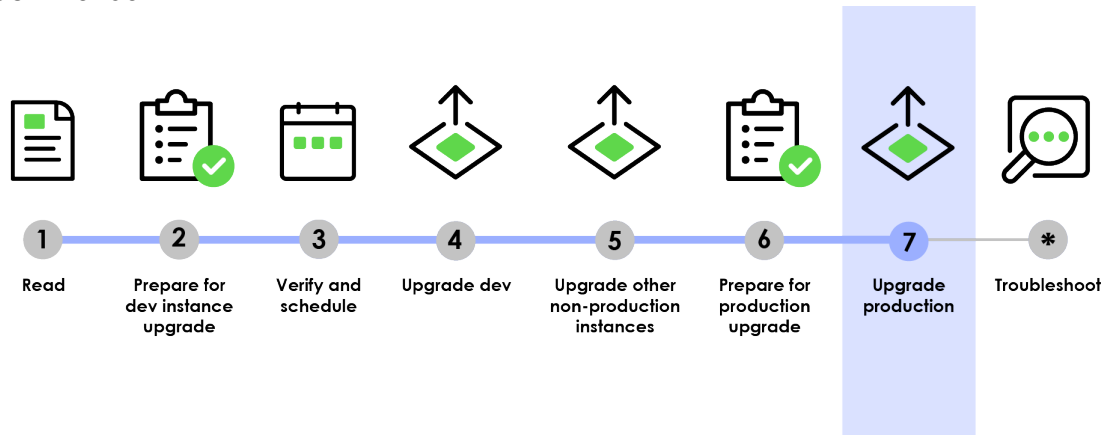 1
2
3
4
5
6
7
*
Read
Prepare for
dev instance
upgrade
Verify and
schedule
Upgrade dev
Upgrade other
non-production
instances
Prepare for
production
upgrade
Upgrade
production
Troubleshoot